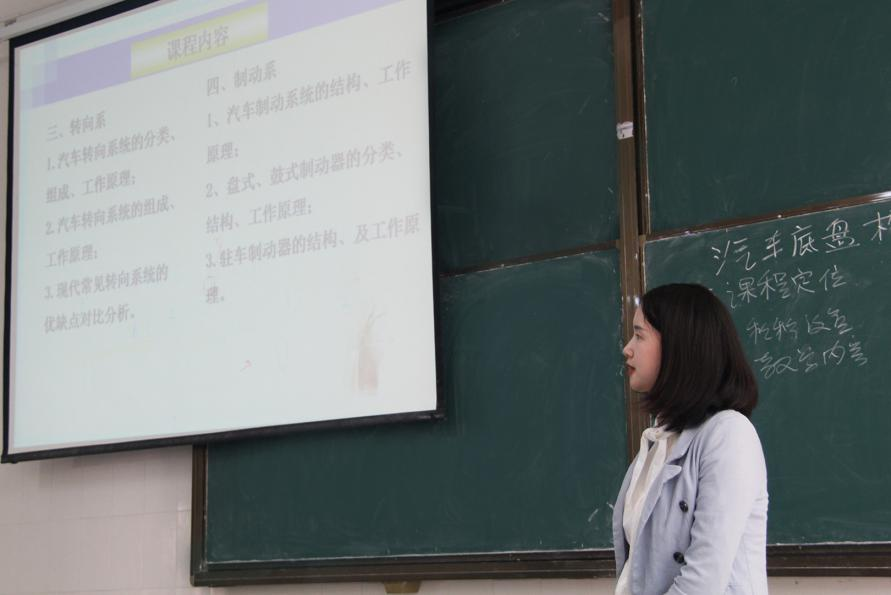 课程内容
三、转向系
1.汽车转向系统的分类、
组成、工作原理;
2.汽车转向系统的组成、
工作原理;
3.现代常见转向系统的
优缺点对比分析。
四、制动系
1、汽车制动系统的结构、工作
原理;
2、盘式、鼓式制动器的分类、
结构、工作原理;
3.驻车制动器的结构、及工作原
理。
汽车底盘
课程定位
教学内容